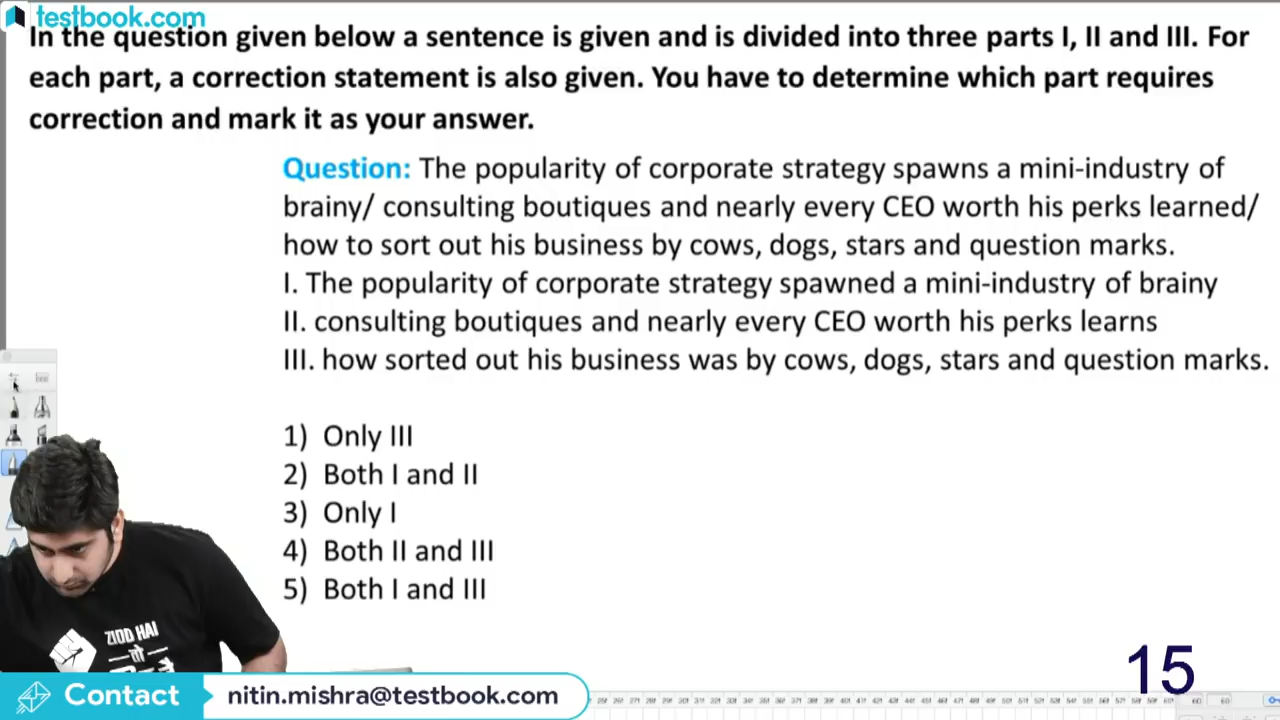 testbook.com
In the question given below a sentence is given and is divided into three parts I, II and III. For
each part, a correction statement is also given. You have to determine which part requires
correction and mark it as your answer.
Question: The popularity of corporate strategy spawns a mini-industry of
brainy/ consulting boutiques and nearly every CEO worth his perks learned/
how to sort out his business by cows, dogs, stars and question marks.
I. The popularity of corporate strategy spawned a mini-industry of brainy
II. consulting boutiques and nearly every CEO worth his perks learns
III. how sorted out his business was by cows, dogs, stars and question marks.
1) Only III
2) Both I and II
3) Only I
4) Both II and III
5) Both I and III
ZIDD HAI
तो
15
Contact
nitin.mishra@testbook.com